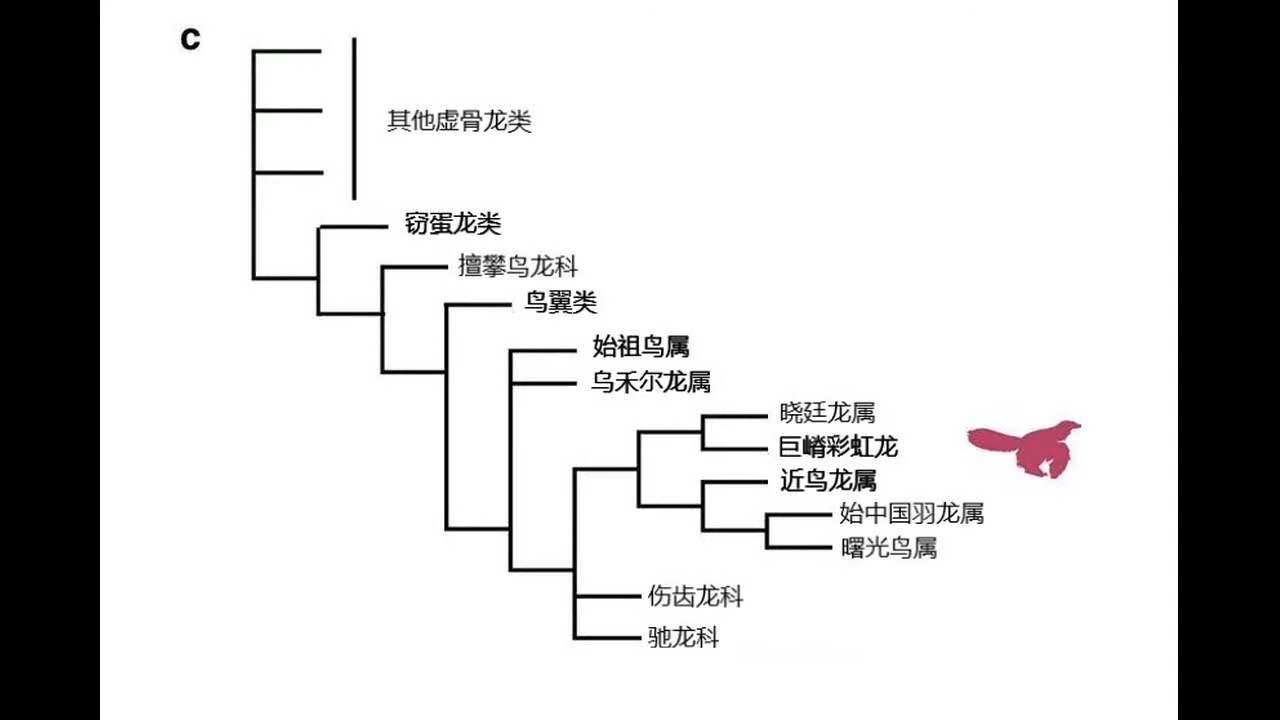 c
其他虚骨龙类
窃蛋龙类
擅攀鸟龙科
鸟翼类
始祖鸟属
乌禾尔龙属
晓廷龙属
巨嵴彩虹龙
近鸟龙属
始中国羽龙属
曙光鸟属
伤齿龙科
驰龙科